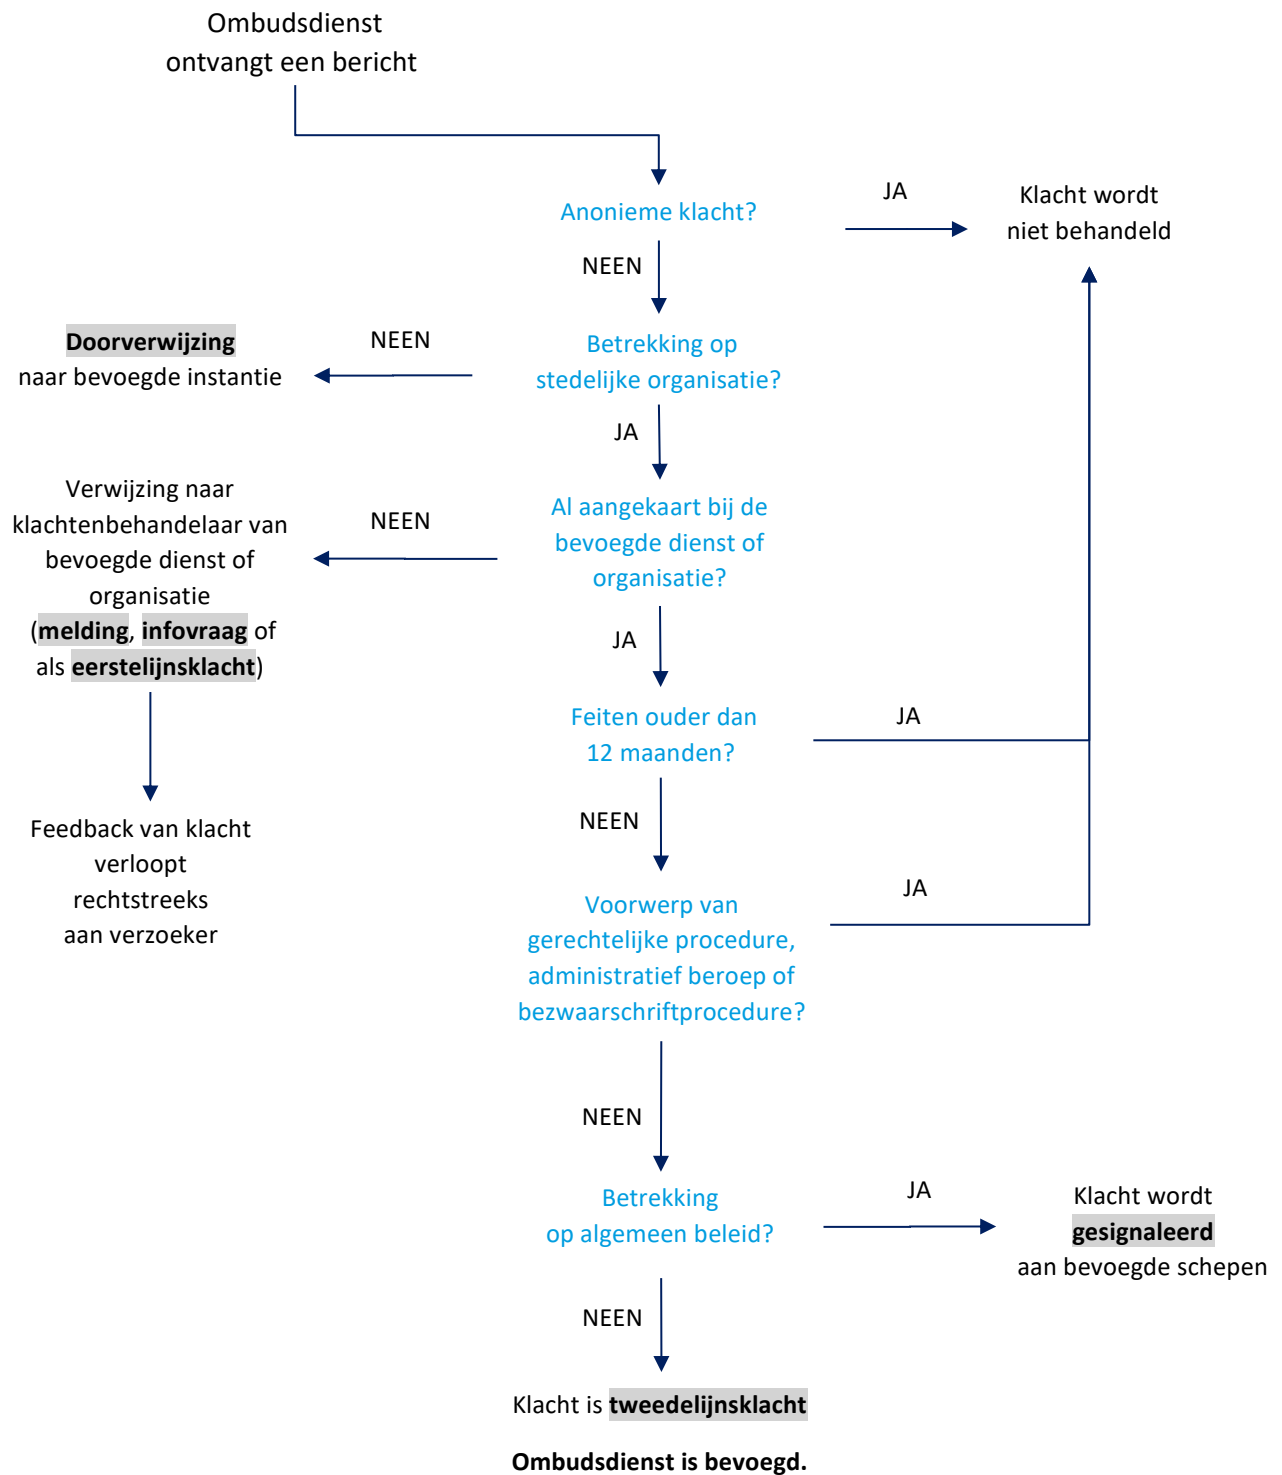 Ombudsdienst
ontvangt een bericht
Anonieme klacht?
JA
Klacht wordt
niet behandeld
NEEN
Betrekking op
stedelijke organisatie?
NEEN
Doorverwijzing
naar bevoegde instantie
JA
Al aangekaart bij de
bevoegde dienst of
organisatie?
NEEN
Verwijzing naar
klachtenbehandelaar van
bevoegde dienst of
organisatie
(melding, infovraag of
als eerstelijnsklacht)
Feedback van klacht
verloopt
rechtstreeks
aan verzoeker
JA
Feiten ouder dan
12 maanden?
JA
NEEN
Voorwerp van
gerechtelijke procedure,
administratief beroep of
bezwaarschriftprocedure?
JA
NEEN
Betrekking
op algemeen beleid?
JA
Klacht wordt
gesignaleerd
aan bevoegde schepen
NEEN
Klacht is tweedelijnsklacht
Ombudsdienst is bevoegd.